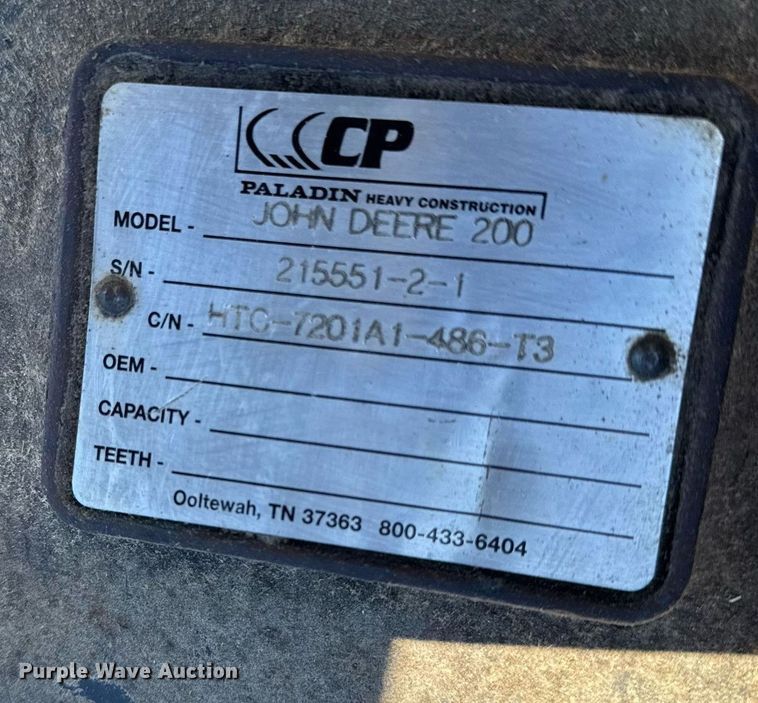 CP
PALADIN HEAVY CONSTRUCTION
MODEL - JOHN DEERE 200
S/N - 215551-2-1
C/N - HTC-7201A1-486-T3
OEM -
CAPACITY -
TEETH -
Ooltewah, TN 37363 800-433-6404
Purple Wave Auction